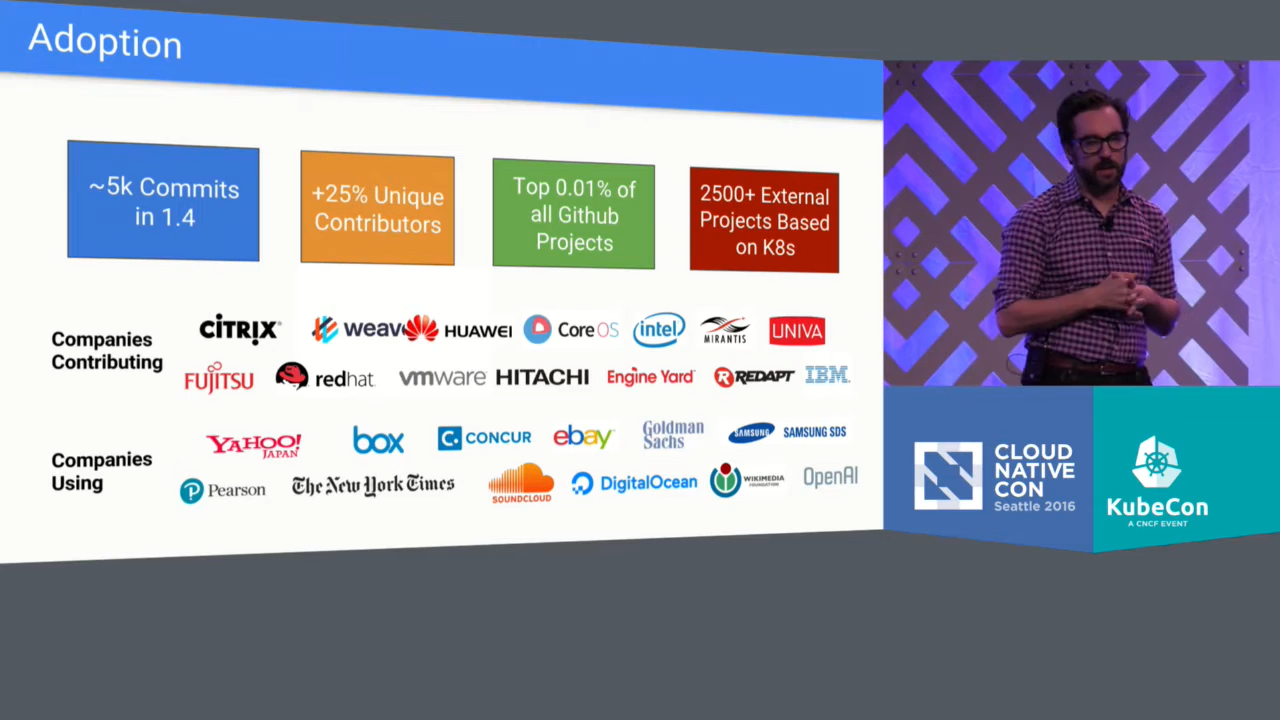 Adoption
~5k Commits
in 1.4
+25% Unique
Contributors
Top 0.01% of
all Github
Projects
2500+ External
Projects Based
on K8s
Companies
Contributing
CITRIX
weav
HUAWEI
CoreOS
intel
MIRANTIS
UNIVA
FUJITSU
redhat.
vmware
HITACHI
Engine Yard
REDAPT
IBM
Companies
Using
YAHOO!
JAPAN
box
CONCUR
ebay
Goldman
Sachs
SAMSUNG
SAMSUNG SDS
Pearson
The New York Times
SOUNDCLOUD
DigitalOcean
WIKIMEDIA
FOUNDATION
OpenAI
CLOUD
NATIVE
CON
Seattle 2016
KubeCon
A CNCF EVENT